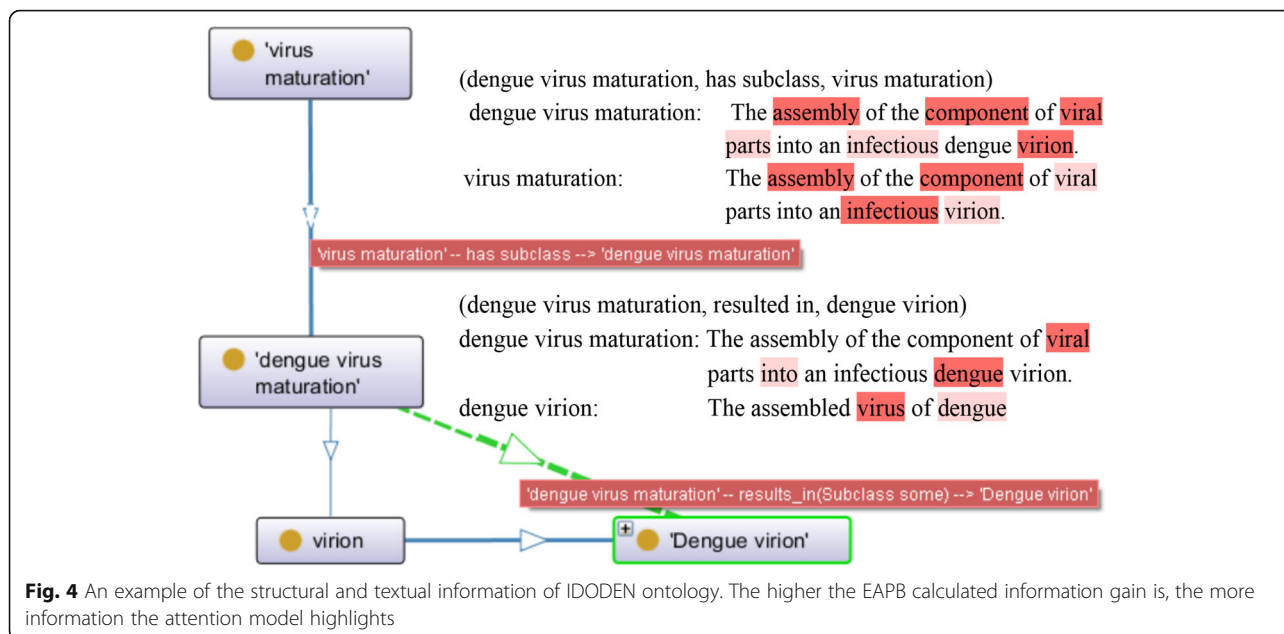 'virus
maturation'
(dengue virus maturation, has subclass, virus maturation)
dengue virus maturation: The assembly of the component of viral
parts into an infectious dengue virion.
virus maturation: The assembly of the component of viral
parts into an infectious virion.
'virus maturation' -- has subclass --> 'dengue virus maturation'
(dengue virus maturation, resulted in, dengue virion)
'dengue virus
maturation'
dengue virus maturation: The assembly of the component of viral
parts into an infectious dengue virion.
dengue virion: The assembled virus of dengue
'dengue virus maturation' -- results_in(Subclass some) --> 'Dengue virion'
virion
'Dengue virion'
Fig. 4 An example of the structural and textual information of IDODEN ontology. The higher the EAPB calculated information gain is, the more
information the attention model highlights